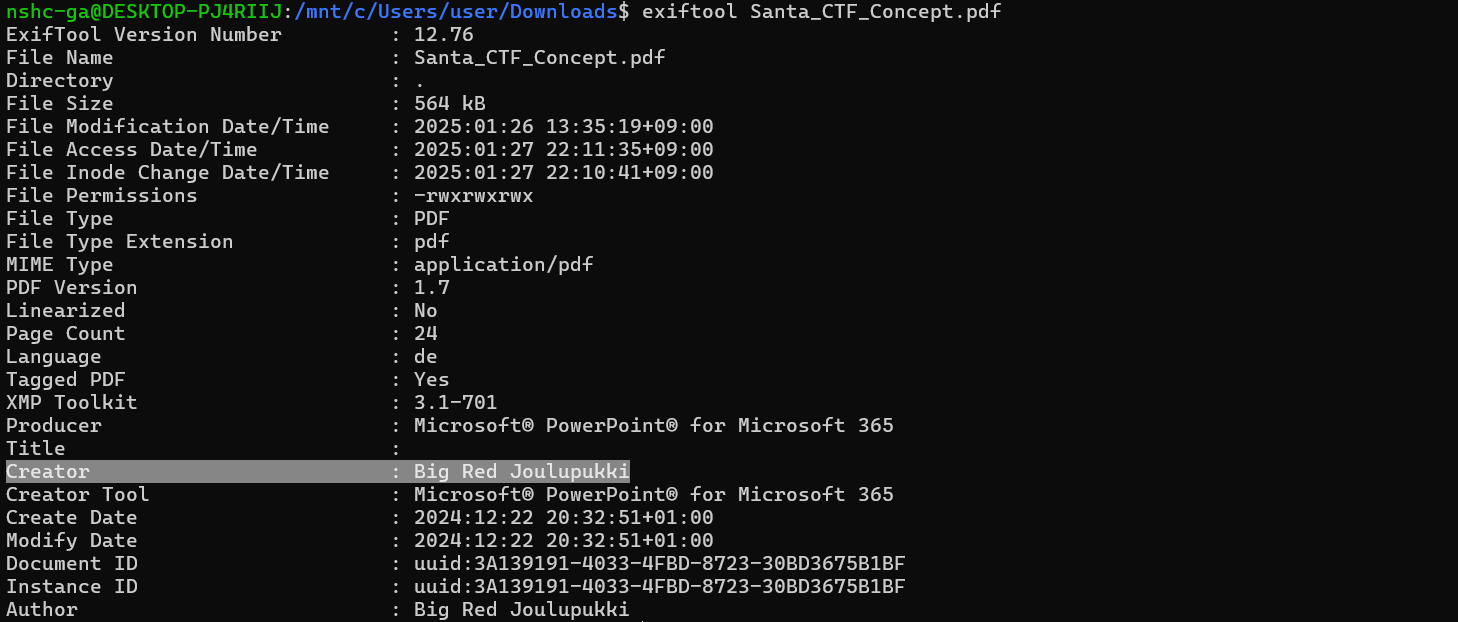 nshc-ga@DESKTOP-PJ4RIIJ:/mnt/c/Users/user/Downloads$ exiftool Santa_CTF_Concept.pdf
ExifTool Version Number         : 12.76
File Name                       : Santa_CTF_Concept.pdf
Directory                       : .
File Size                       : 564 kB
File Modification Date/Time     : 2025:01:26 13:35:19+09:00
File Access Date/Time           : 2025:01:27 22:11:35+09:00
File Inode Change Date/Time     : 2025:01:27 22:10:41+09:00
File Permissions                : -rwxrwxrwx
File Type                       : PDF
File Type Extension             : pdf
MIME Type                       : application/pdf
PDF Version                     : 1.7
Linearized                      : No
Page Count                      : 24
Language                        : de
Tagged PDF                      : Yes
XMP Toolkit                     : 3.1-701
Producer                        : Microsoft® PowerPoint® for Microsoft 365
Title                           :
Creator                         : Big Red Joulupukki
Creator Tool                    : Microsoft® PowerPoint® for Microsoft 365
Create Date                     : 2024:12:22 20:32:51+01:00
Modify Date                     : 2024:12:22 20:32:51+01:00
Document ID                     : uuid:3A139191-4033-4FBD-8723-30BD3675B1BF
Instance ID                     : uuid:3A139191-4033-4FBD-8723-30BD3675B1BF
Author                          : Big Red Joulupukki